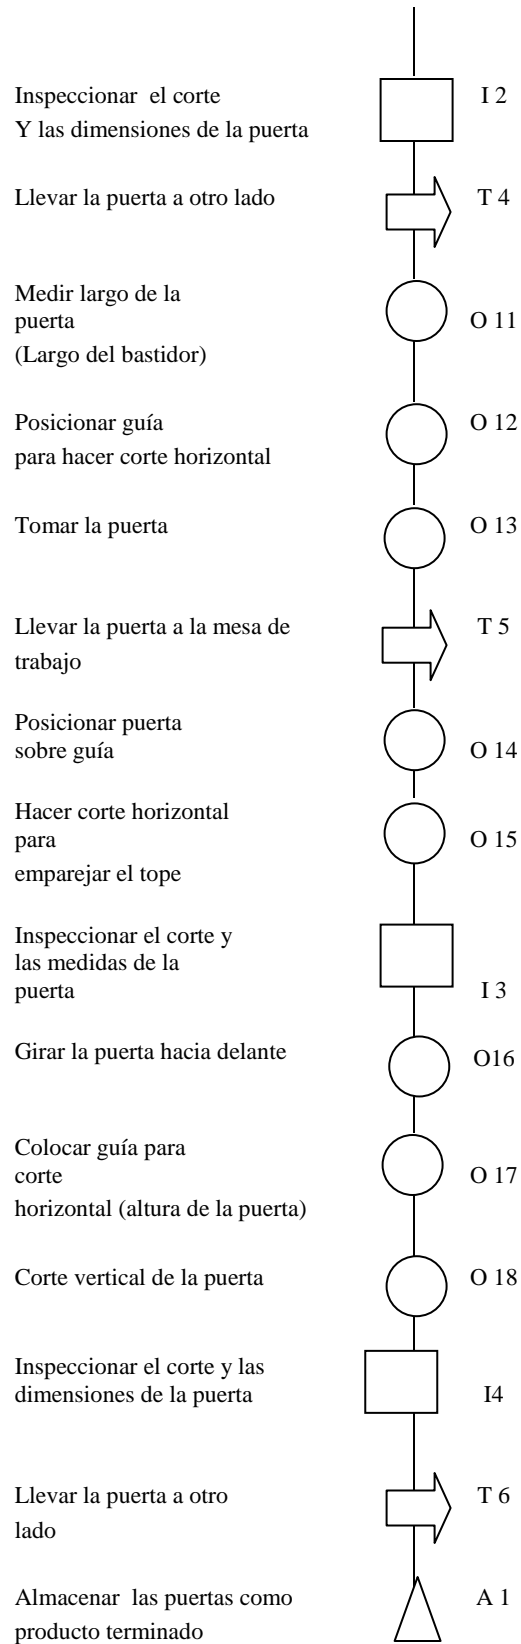 Inspeccionar el corte I 2
Y las dimensiones de la puerta
Llevar la puerta a otro lado T 4
Medir largo de la
puerta O 11
(Largo del bastidor)
Posicionar guía O 12
para hacer corte horizontal
Tomar la puerta O 13
Llevar la puerta a la mesa de T 5
trabajo
Posicionar puerta
sobre guía O 14
Hacer corte horizontal
para O 15
emparejar el tope
Inspeccionar el corte y
las medidas de la
puerta I 3
Girar la puerta hacia delante O16
Colocar guía para
corte O 17
horizontal (altura de la puerta)
Corte vertical de la puerta O 18
Inspeccionar el corte y las
dimensiones de la puerta I4
Llevar la puerta a otro T 6
lado
Almacenar las puertas como A 1
producto terminado